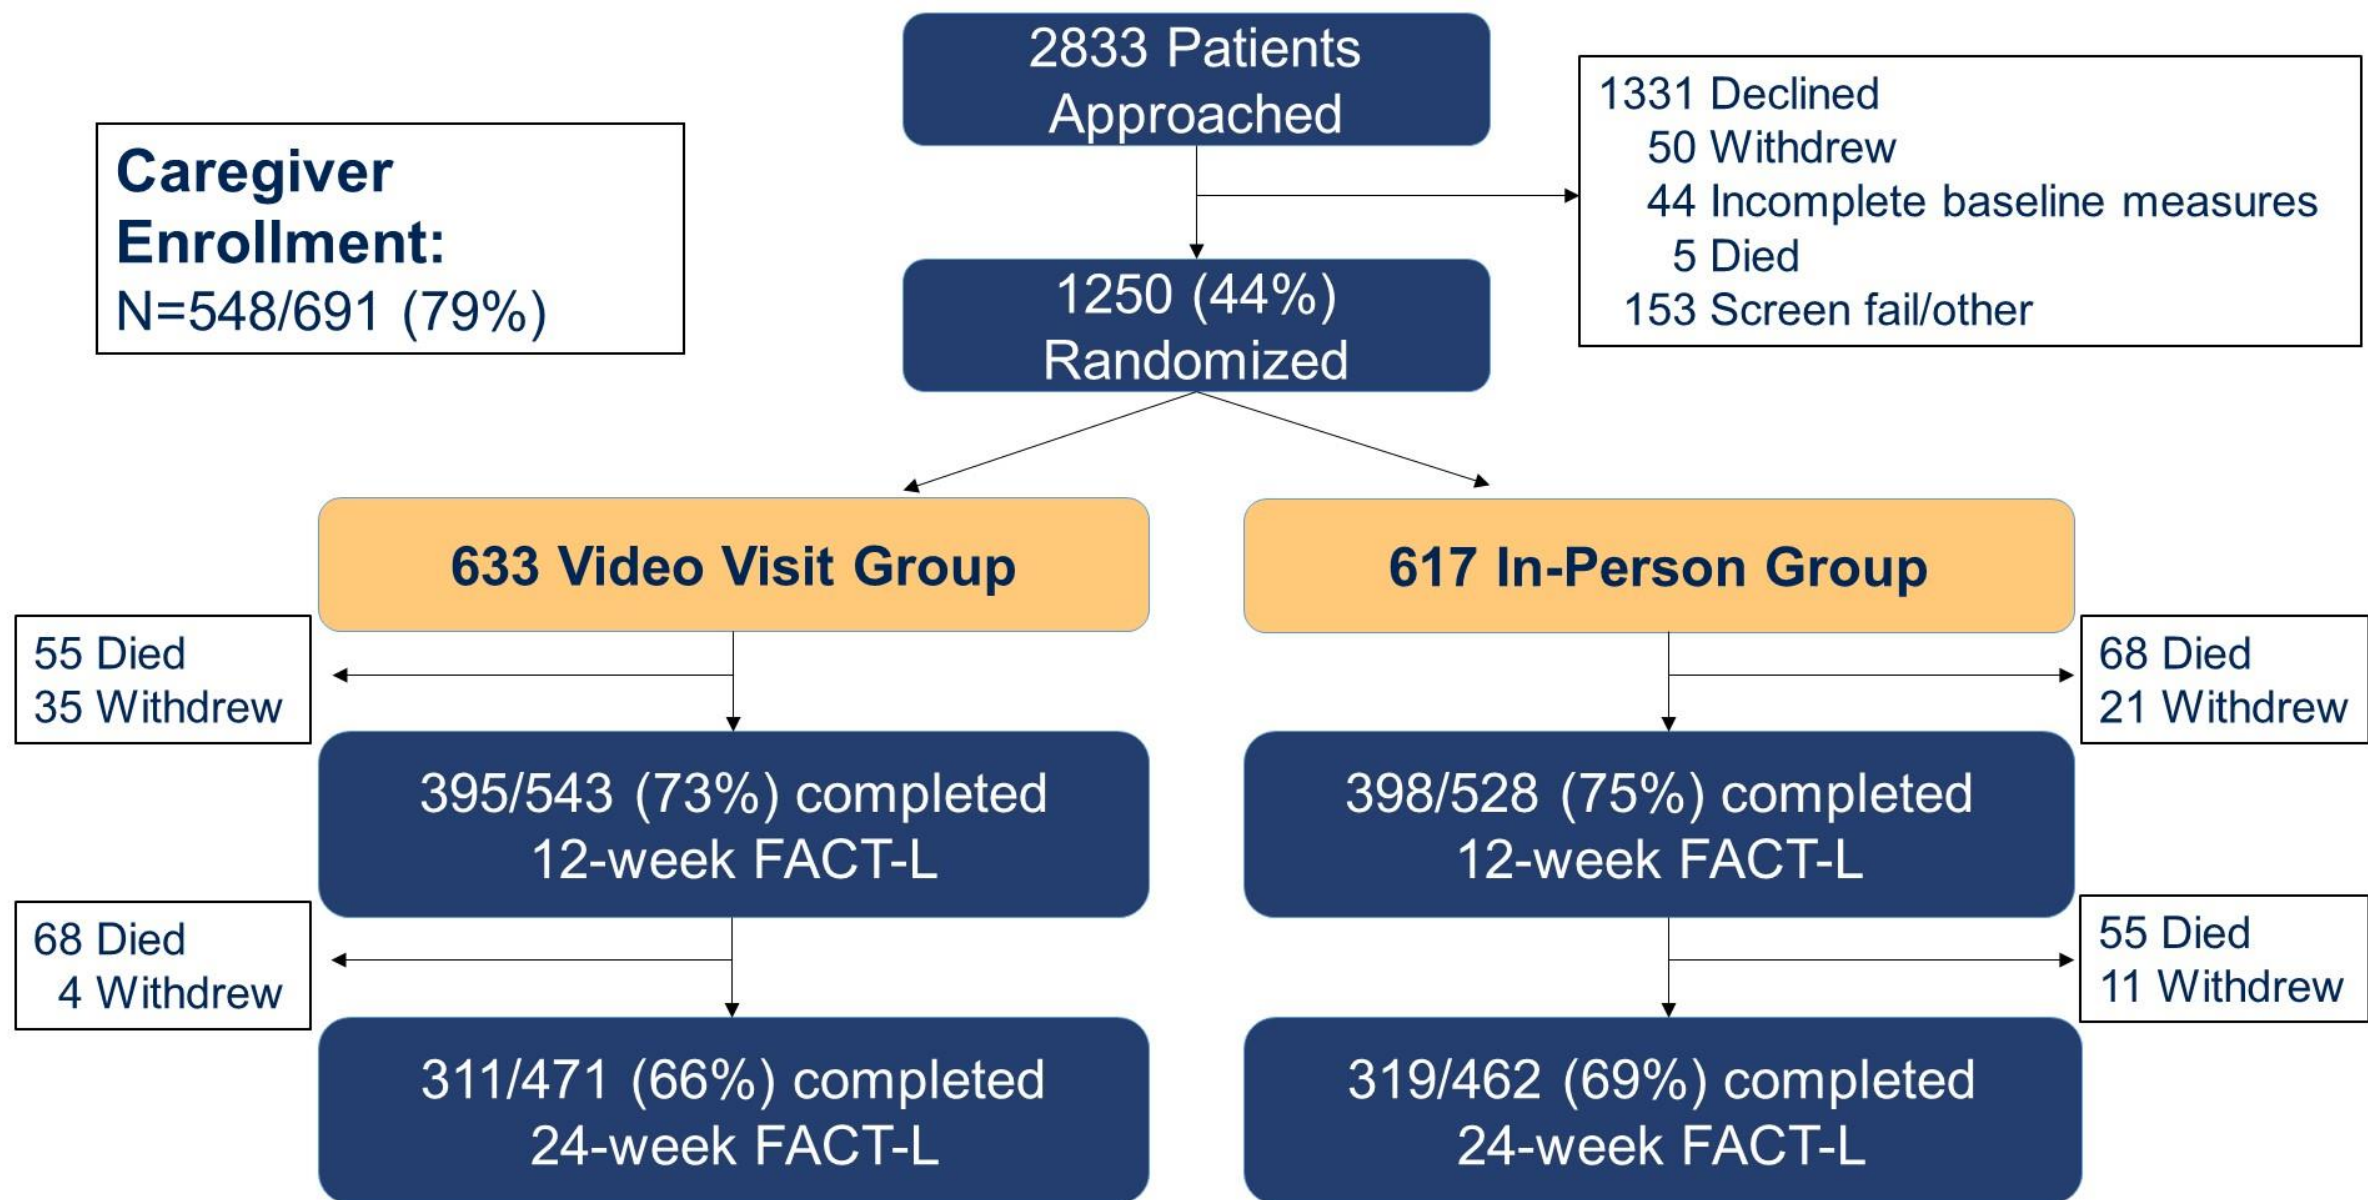 2833 Patients
Approached
1331 Declined
50 Withdrew
44 Incomplete baseline measures
5 Died
153 Screen fail/other
Caregiver
Enrollment:
N=548/691 (79%)
1250 (44%)
Randomized
633 Video Visit Group
617 In-Person Group
55 Died
35 Withdrew
68 Died
21 Withdrew
395/543 (73%) completed
12-week FACT-L
398/528 (75%) completed
12-week FACT-L
68 Died
4 Withdrew
55 Died
11 Withdrew
311/471 (66%) completed
24-week FACT-L
319/462 (69%) completed
24-week FACT-L